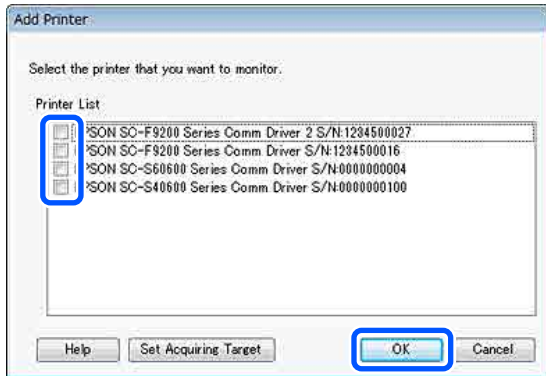 Add Printer
Select the printer that you want to monitor.
Printer List
PSON SC-F9200 Series Comm Driver 2 S/N:1234500027
PSON SC-F9200 Series Comm Driver S/N:1234500016
PSON SC-S60600 Series Comm Driver S/N:0000000004
PSON SC-S40600 Series Comm Driver S/N:0000000100
Help Set Acquiring Target OK Cancel